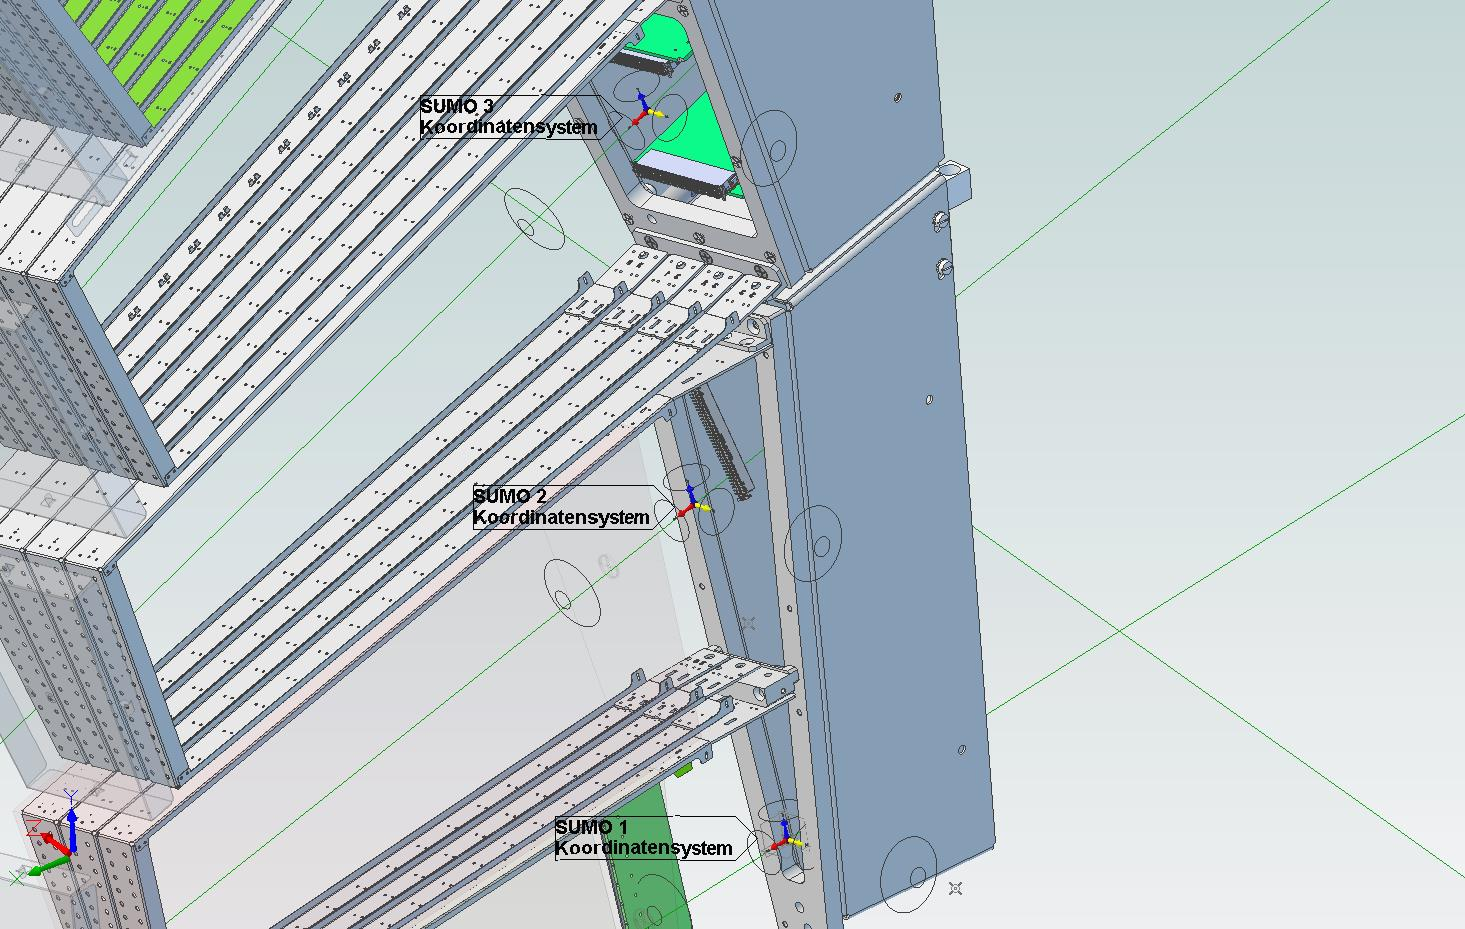 SUMO 3
Koordinatensystem
SUMO 2
Koordinatensystem
SUMO 1
Koordinatensystem
Y
Z
X